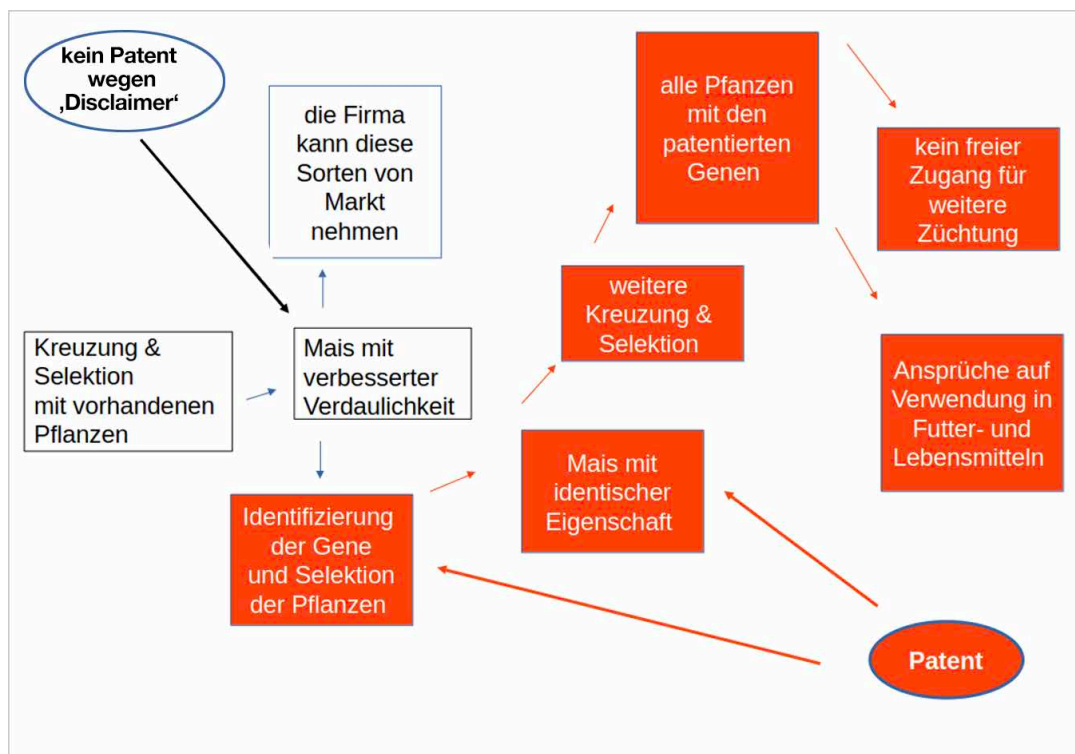 kein Patent
wegen
‚Disclaimer‘
die Firma
kann diese
Sorten von
Markt
nehmen
Kreuzung &
Selektion
mit vorhandenen
Pflanzen
Mais mit
verbesserter
Verdaulichkeit
Identifizierung
der Gene
und Selektion
der Pflanzen
Mais mit
identischer
Eigenschaft
weitere
Kreuzung &
Selektion
alle Pfanzen
mit den
patentierten
Genen
kein freier
Zugang für
weitere
Züchtung
Ansprüche auf
Verwendung in
Futter- und
Lebensmitteln
Patent